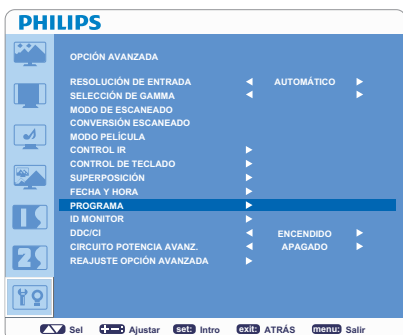 PHILIPS
OPCIÓN AVANZADA
RESOLUCIÓN DE ENTRADA AUTOMÁTICO
SELECCIÓN DE GAMMA
MODO DE ESCANEADO
CONVERSIÓN ESCANEADO
MODO PELÍCULA
CONTROL IR
CONTROL DE TECLADO
SUPERPOSICIÓN
FECHA Y HORA
PROGRAMA
ID MONITOR
DDC/CI ENCENDIDO
CIRCUITO POTENCIA AVANZ. APAGADO
REAJUSTE OPCIÓN AVANZADA
Sel Ajustar set: Intro exit: ATRÁS menu: Salir